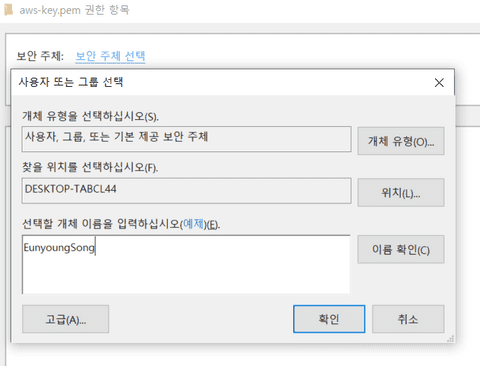 aws-key.pem 권한 항목
보안 주체: 보안 주체 선택
사용자 또는 그룹 선택
개체 유형을 선택하십시오(S).
사용자, 그룹, 또는 기본 제공 보안 주체
개체 유형(O)...
찾을 위치를 선택하십시오(F).
DESKTOP-TABCL44
위치(L)...
선택할 개체 이름을 입력하십시오(예제)(E).
EunyoungSong
이름 확인(C)
고급(A)...
확인
취소